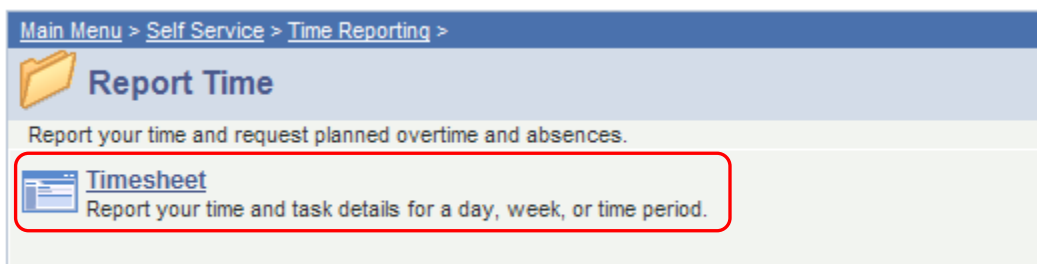 Main Menu > Self Service > Time Reporting >
Report Time
Report your time and request planned overtime and absences.
Timesheet
Report your time and task details for a day, week, or time period.